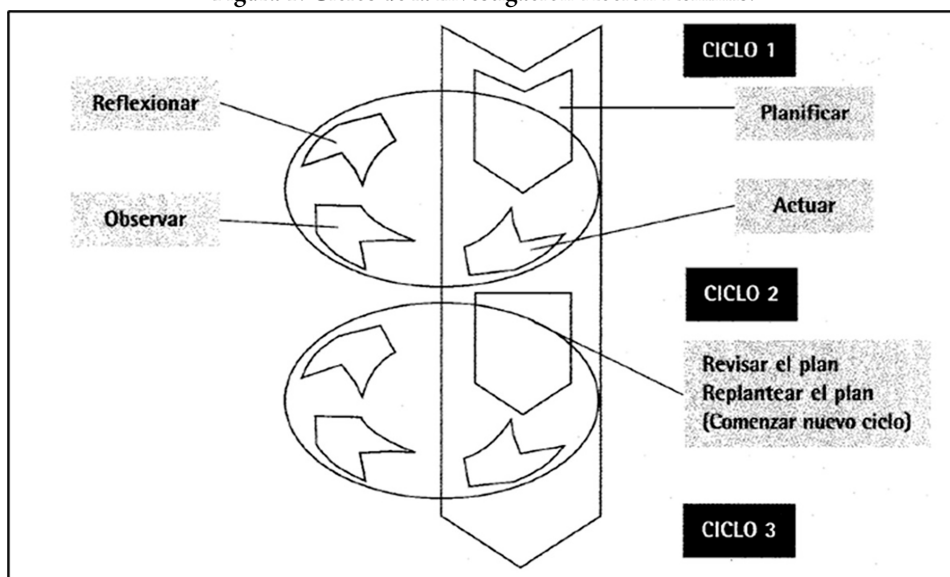 CICLO 1
Reflexionar
Planificar
Observar
Actuar
CICLO 2
Revisar el plan
Replantear el plan
(Comenzar nuevo ciclo)
CICLO 3